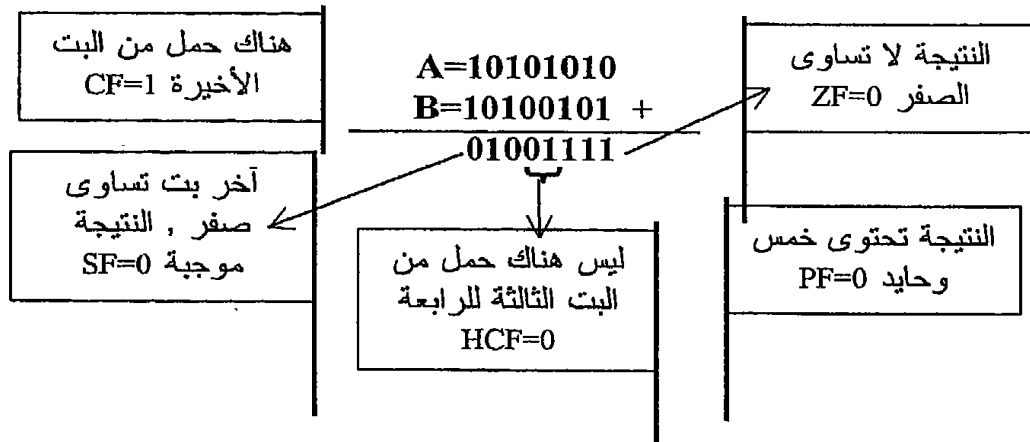 هناك حمل من البت
الأخيرة CF=1
A=10101010
B=10100101 +
01001111
النتيجة لا تساوى
الصفر ZF=0
آخر بت تساوى
صفر , النتيجة
موجبة SF=0
ليس هناك حمل من
البت الثالثة للرابعة
HCF=0
النتيجة تحتوى خمس
وحايد PF=0